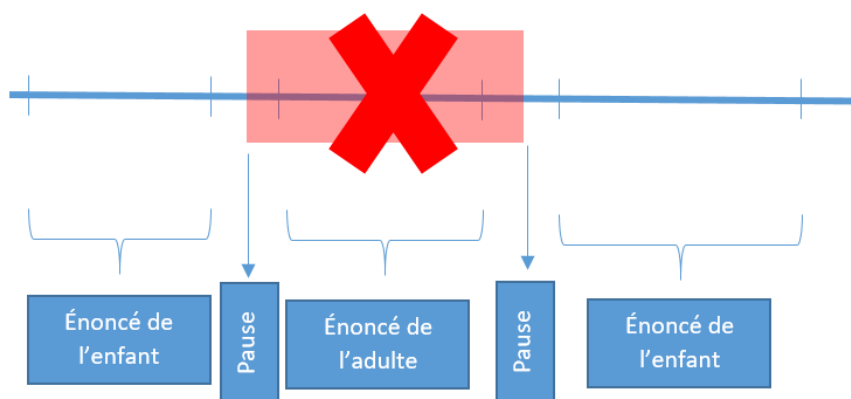 Énoncé de
l'enfant
Pause
Énoncé de
l'adulte
Pause
Énoncé de
l'enfant